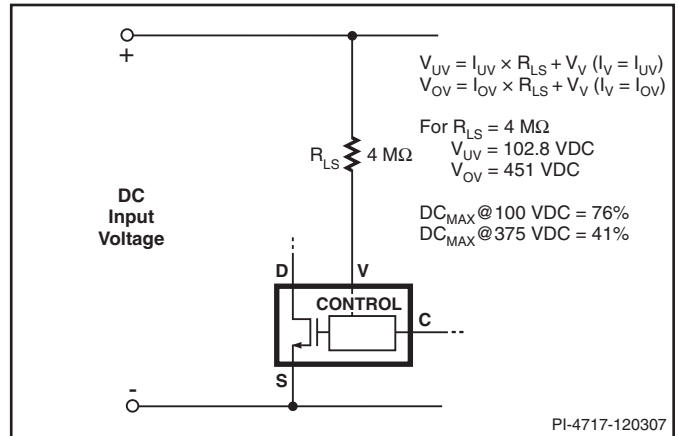 +
V_UV = I_UV × R_LS + V_V (I_V = I_UV)
V_OV = I_OV × R_LS + V_V (I_V = I_OV)
For R_LS = 4 MΩ
V_UV = 102.8 VDC
V_OV = 451 VDC
DC_MAX@100 VDC = 76%
DC_MAX@375 VDC = 41%
R_LS 4 MΩ
DC
Input
Voltage
D V
CONTROL
C
S
-
PI-4717-120307